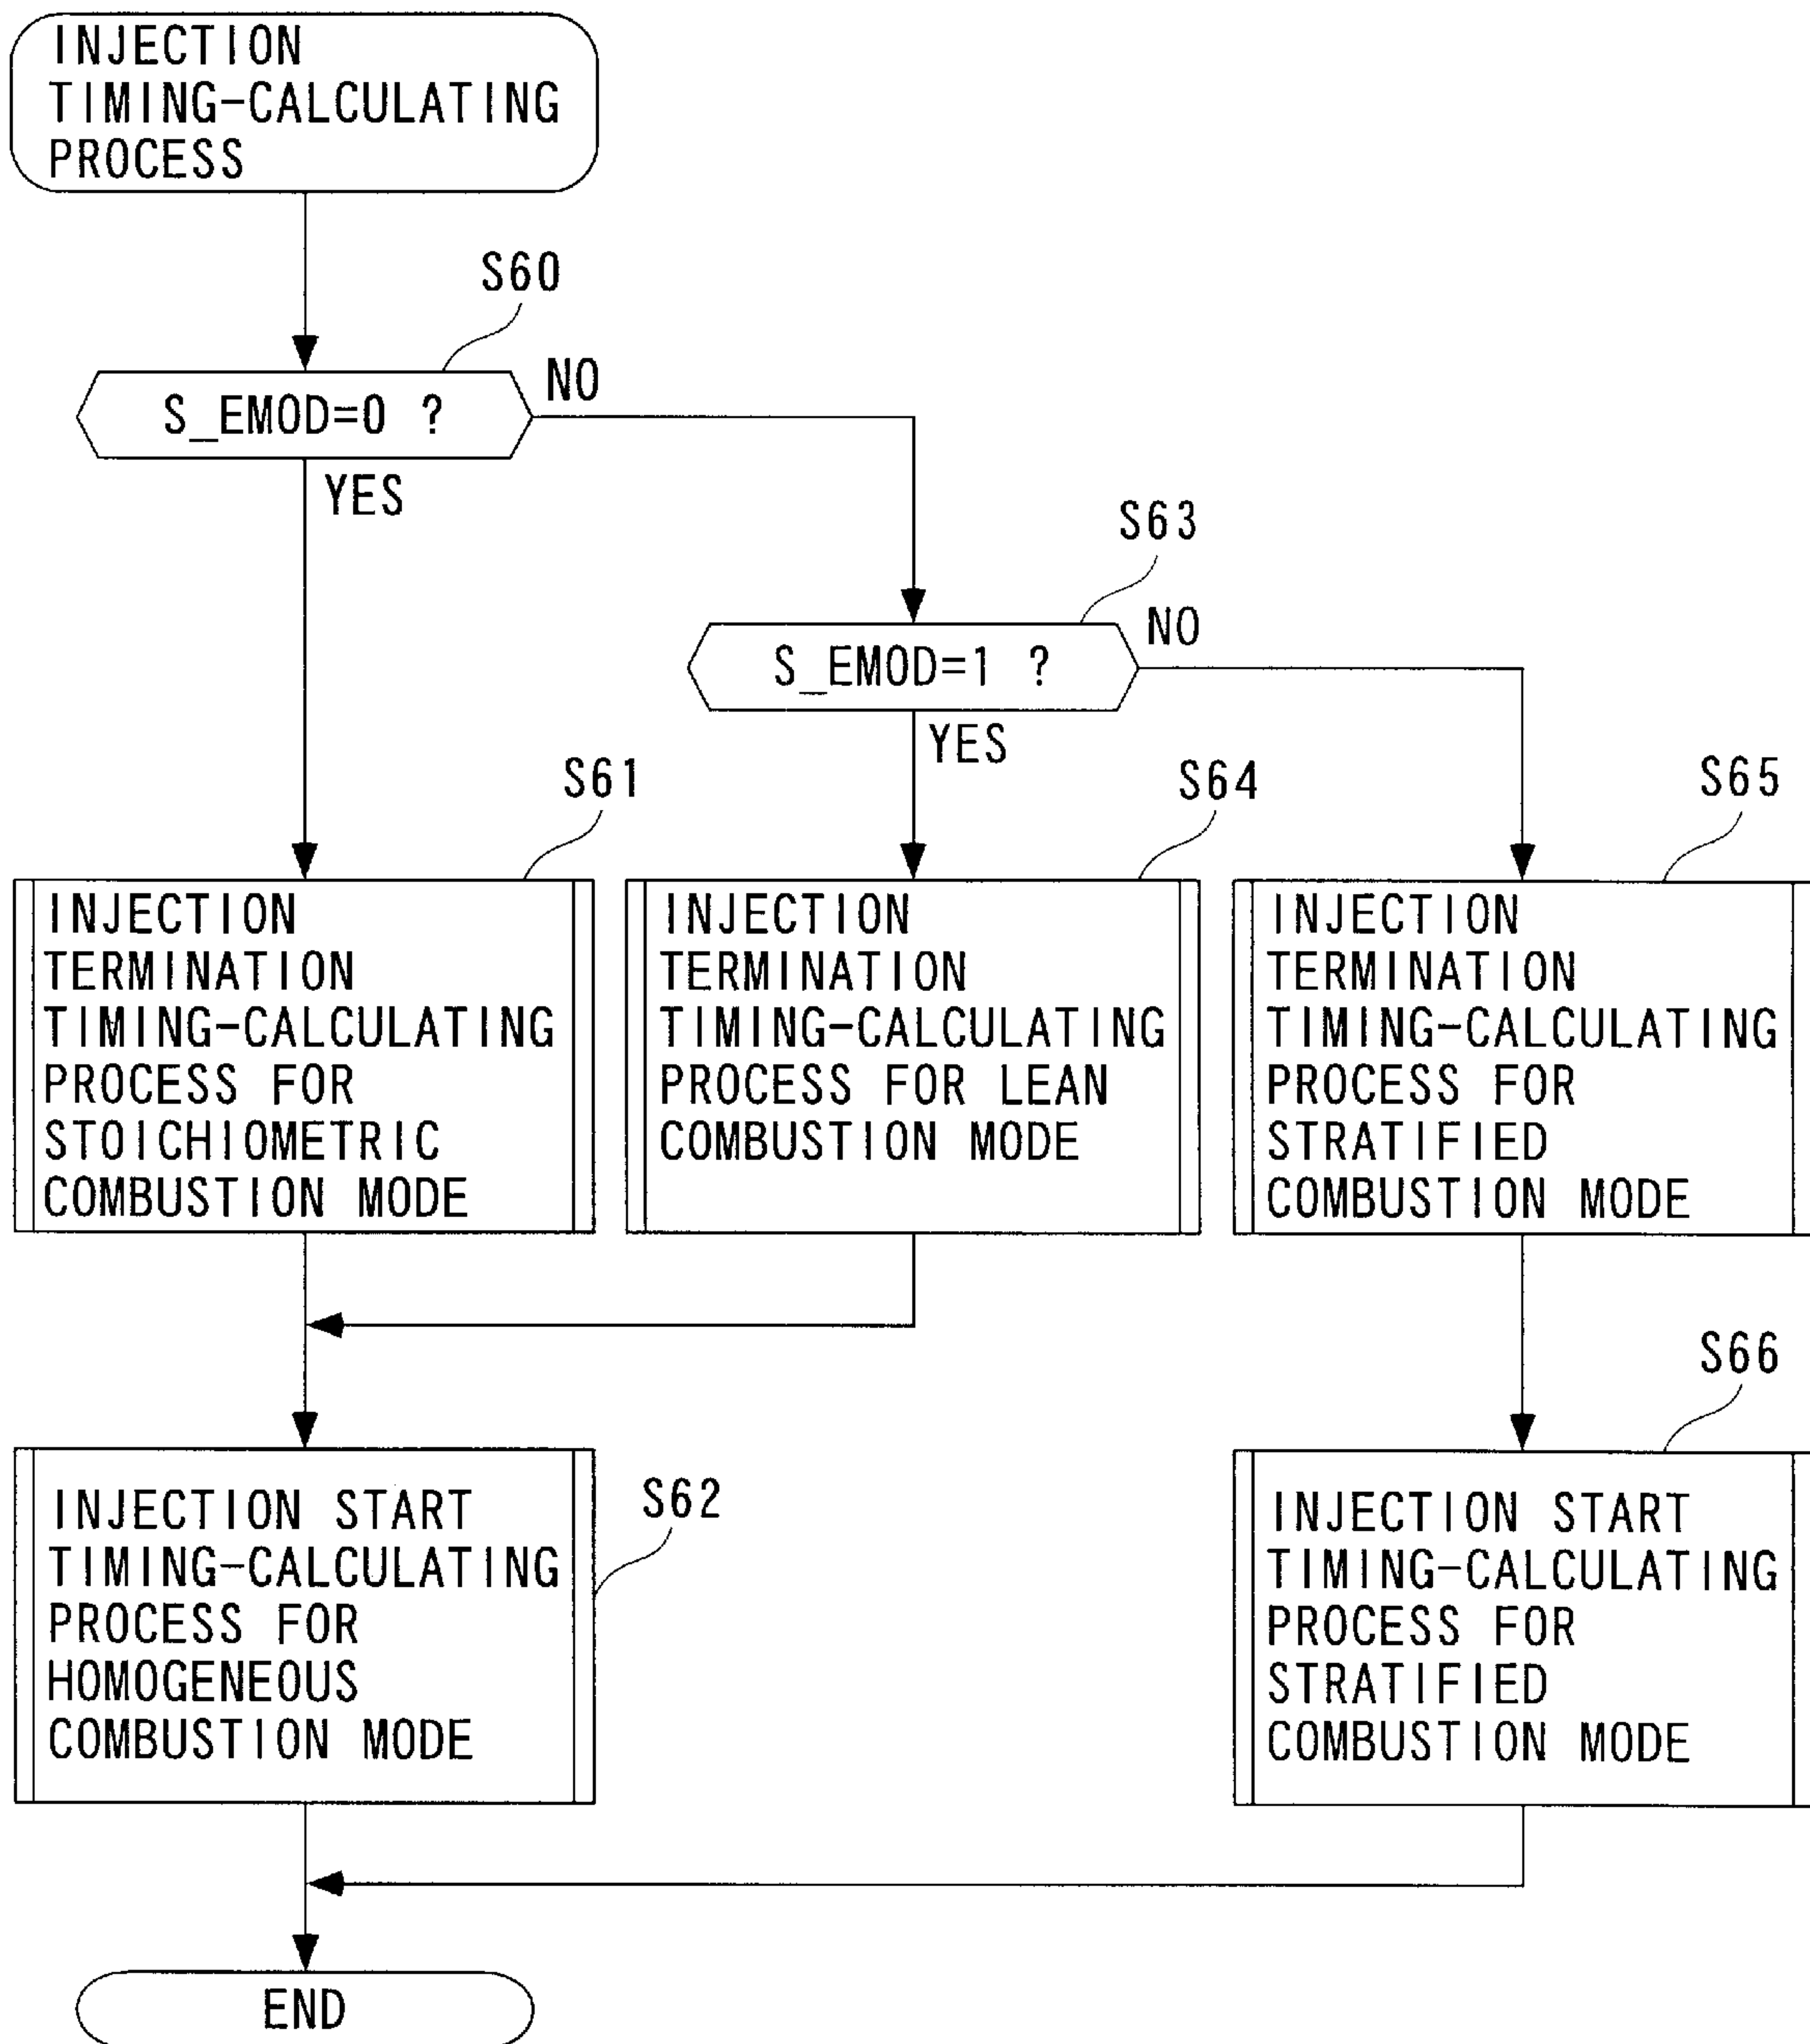 INJECTION
TIMING-CALCULATING
PROCESS
S60
S_EMOD=0 ?
NO
YES
S63
S_EMOD=1 ?
NO
YES
S61
INJECTION
TERMINATION
TIMING-CALCULATING
PROCESS FOR
STOICHIOMETRIC
COMBUSTION MODE
S64
INJECTION
TERMINATION
TIMING-CALCULATING
PROCESS FOR LEAN
COMBUSTION MODE
S65
INJECTION
TERMINATION
TIMING-CALCULATING
PROCESS FOR
STRATIFIED
COMBUSTION MODE
S62
INJECTION START
TIMING-CALCULATING
PROCESS FOR
HOMOGENEOUS
COMBUSTION MODE
S66
INJECTION START
TIMING-CALCULATING
PROCESS FOR
STRATIFIED
COMBUSTION MODE
END